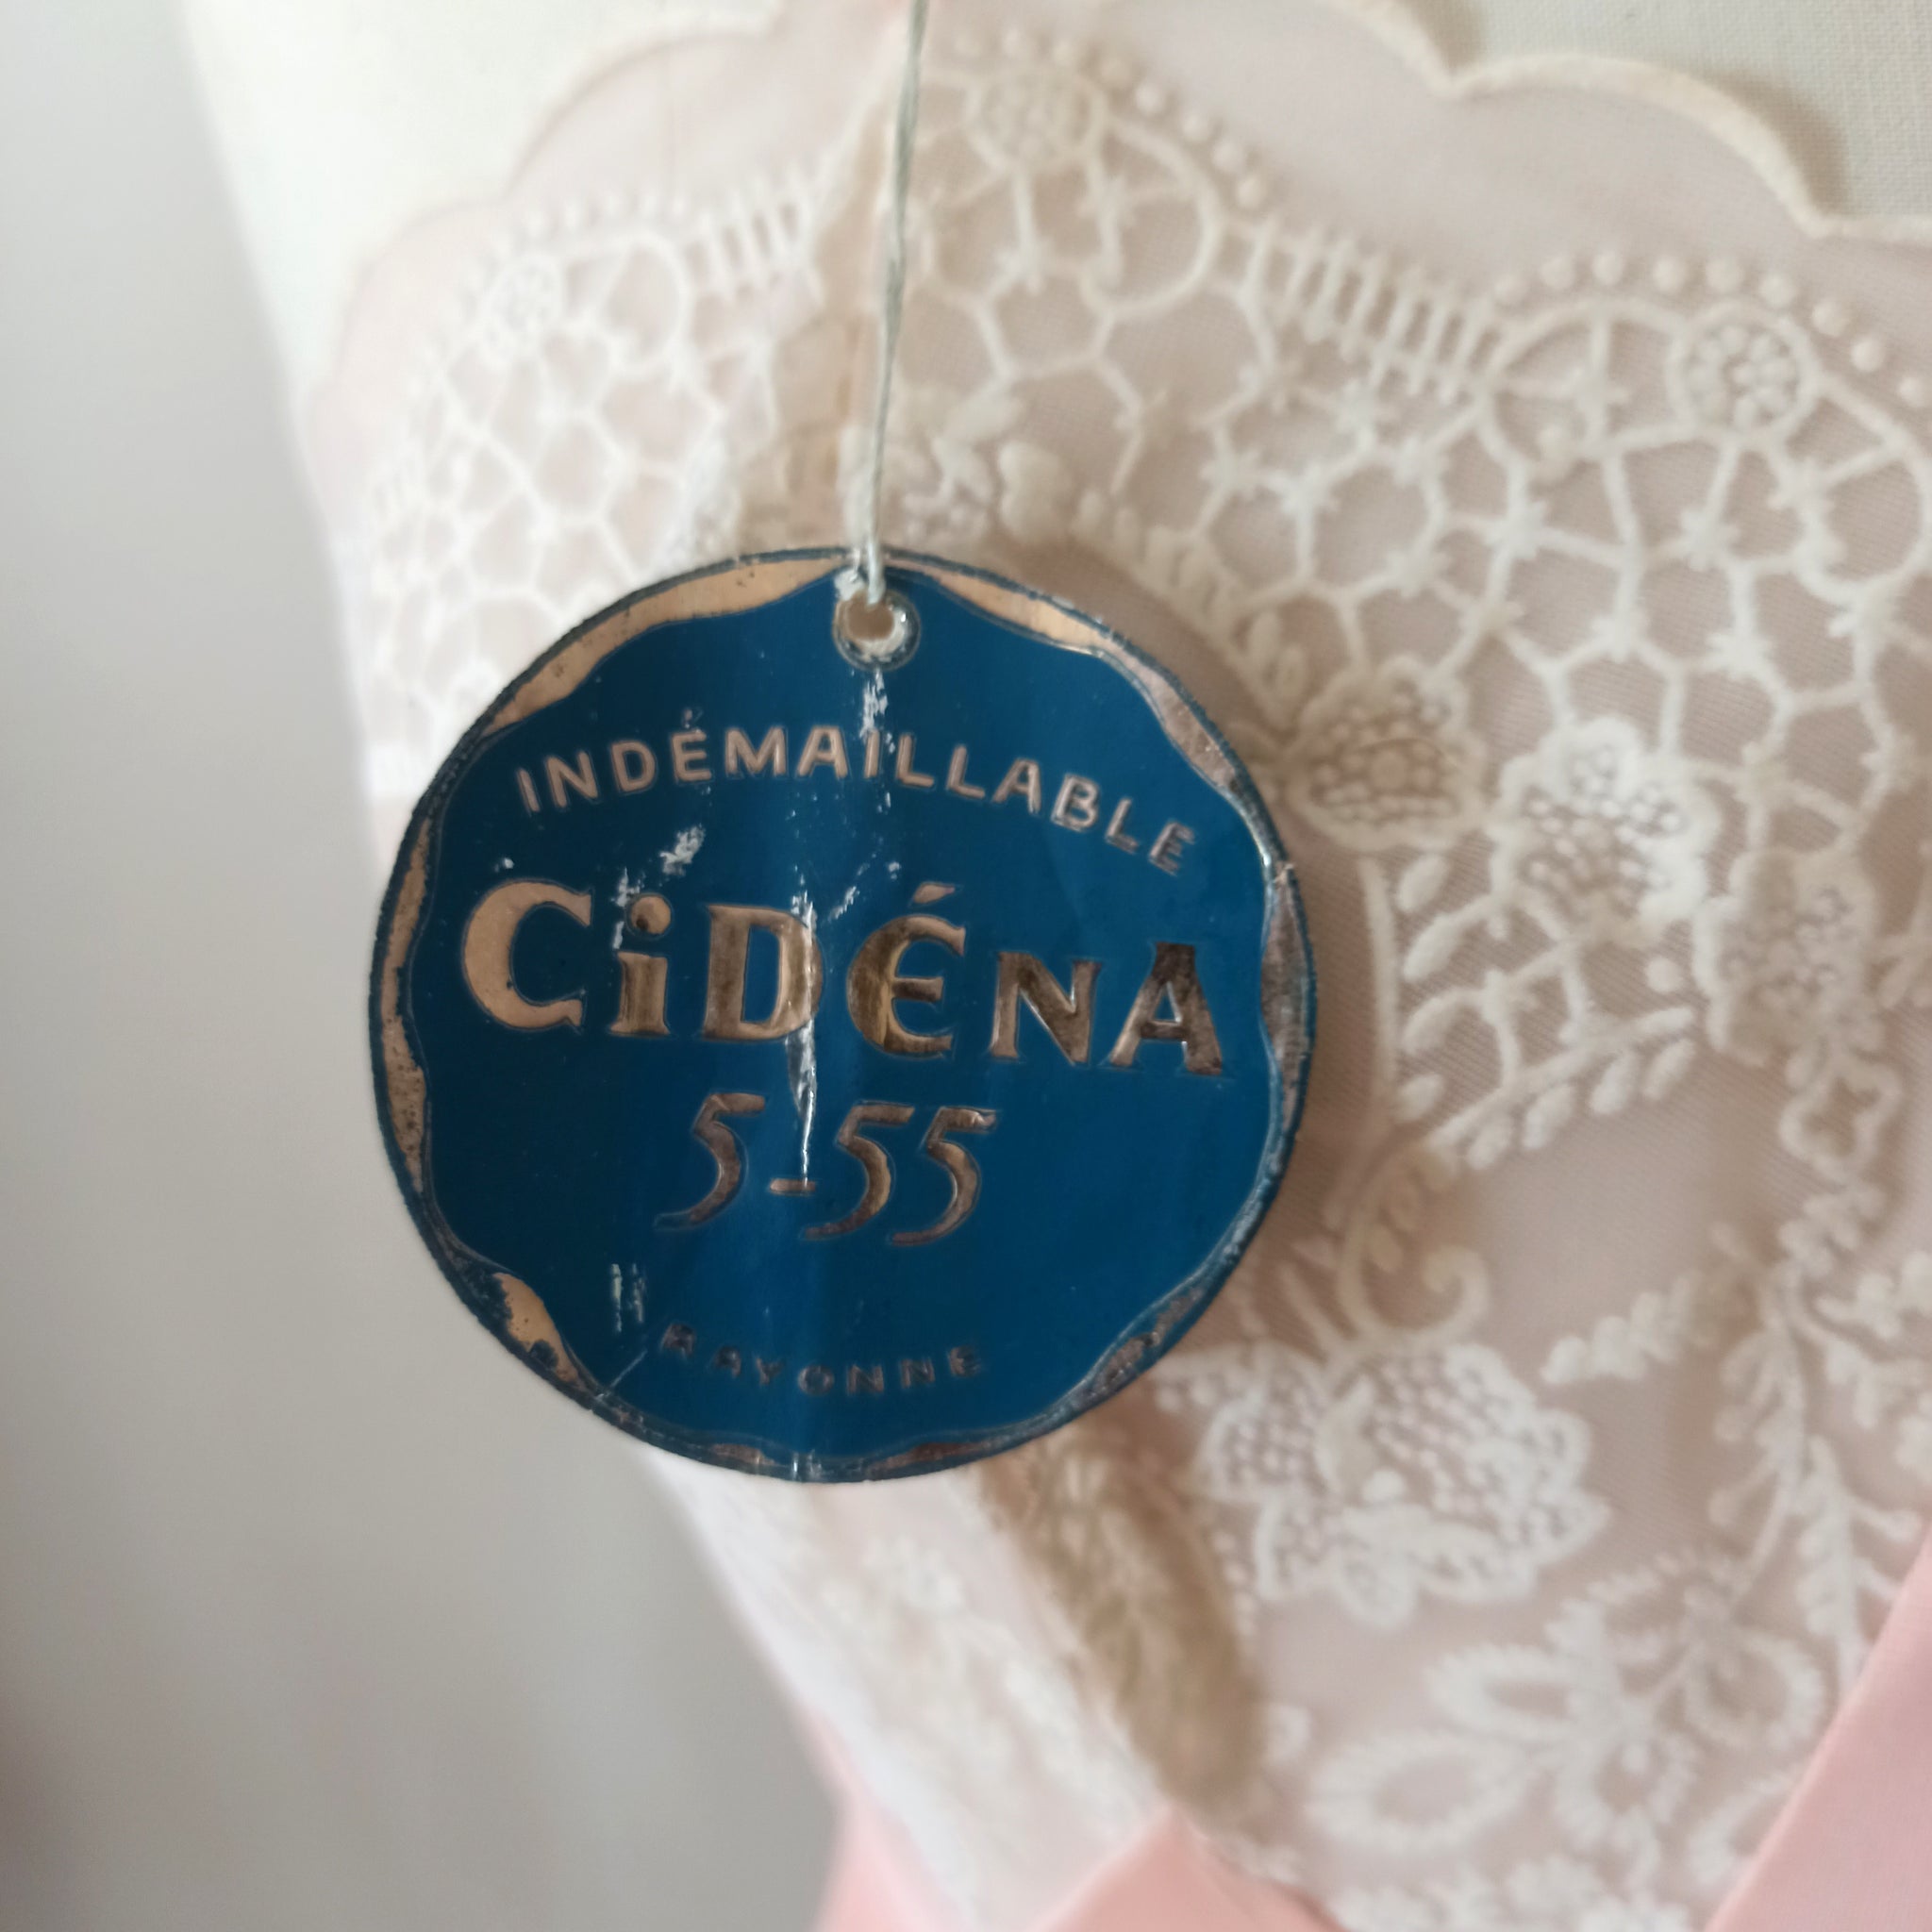 INDÉMAILLABLE
CiDÉNA
5-55
RAYONNE